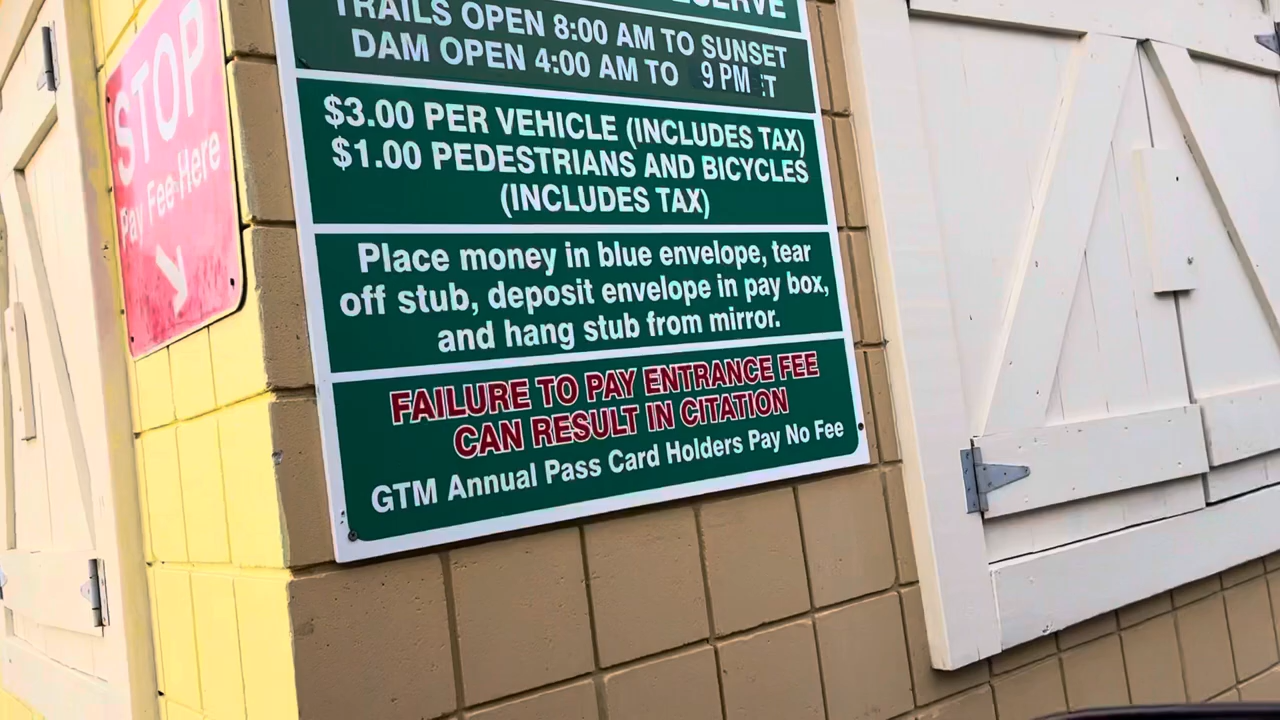 STOP
Pay Fee Here
TRAILS OPEN 8:00 AM TO SUNSET
DAM OPEN 4:00 AM TO 9 PM
$3.00 PER VEHICLE (INCLUDES TAX)
$1.00 PEDESTRIANS AND BICYCLES
(INCLUDES TAX)
Place money in blue envelope, tear
off stub, deposit envelope in pay box,
and hang stub from mirror.
FAILURE TO PAY ENTRANCE FEE
CAN RESULT IN CITATION
GTM Annual Pass Card Holders Pay No Fee